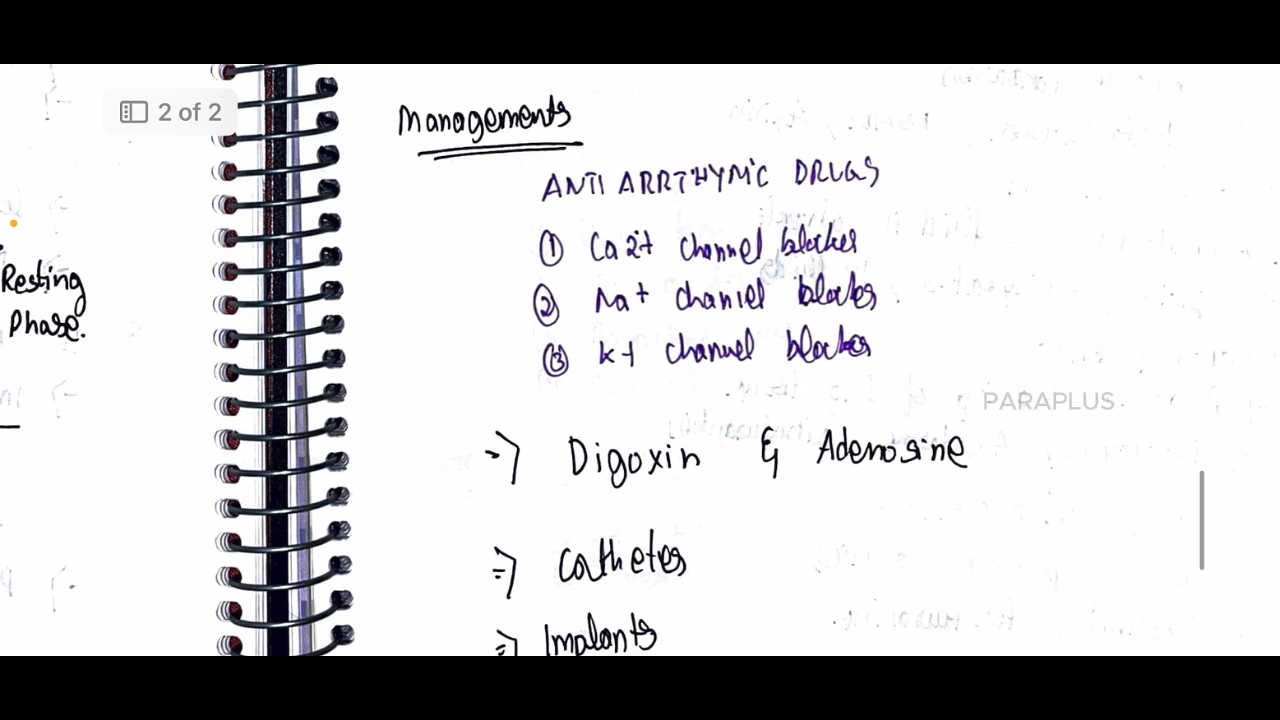 2 of 2
Managements
ANTI ARRTHYMIC DRUGS
① Ca2+ channel blocker
② Na+ channel blocker
③ K+ channel blocker
Resting
Phase.
PARAPLUS
-> Digoxin & Adenosine
=> Catheter
=> Implants